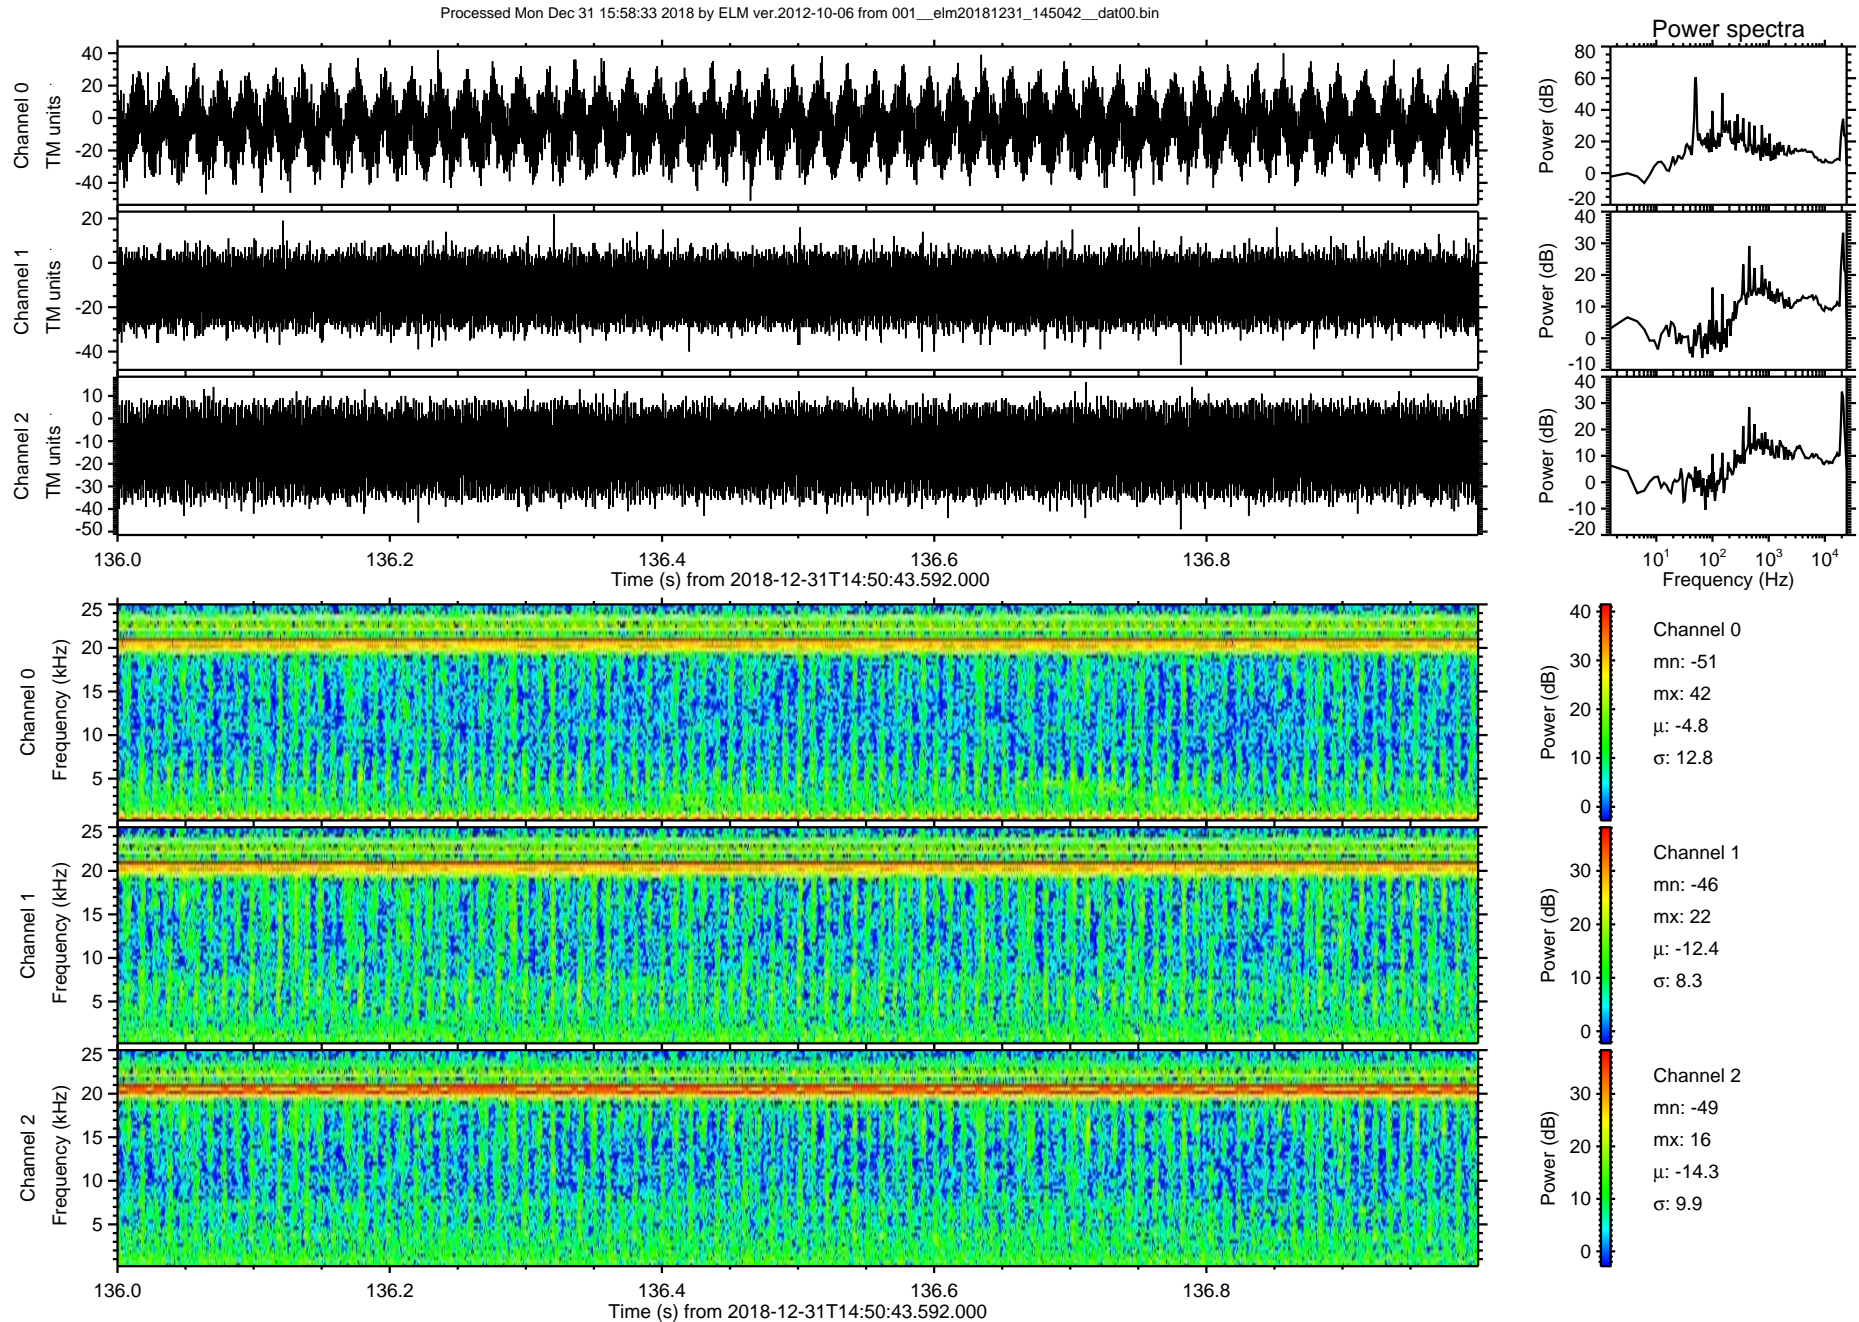 Processed Mon Dec 31 15:58:33 2018 by ELM ver.2012-10-06 from 001__elm20181231_145042__dat00.bin
Power spectra
Channel 0
TM units
40
20
0
-20
-40
Power (dB)
80
60
40
20
0
-20
Channel 1
TM units
20
0
-20
-40
Power (dB)
40
30
20
10
0
-10
Channel 2
TM units
10
0
-10
-20
-30
-40
-50
Power (dB)
40
30
20
10
0
-10
-20
136.0 136.2 136.4 136.6 136.8
Time (s) from 2018-12-31T14:50:43.592.000
10¹ 10² 10³ 10⁴
Frequency (Hz)
Channel 0
Frequency (kHz)
25
20
15
10
5
Power (dB)
40
30
20
10
0
Channel 0
mn: -51
mx: 42
µ: -4.8
σ: 12.8
Channel 1
Frequency (kHz)
25
20
15
10
5
Power (dB)
30
20
10
0
Channel 1
mn: -46
mx: 22
µ: -12.4
σ: 8.3
Channel 2
Frequency (kHz)
25
20
15
10
5
Power (dB)
30
20
10
0
Channel 2
mn: -49
mx: 16
µ: -14.3
σ: 9.9
136.0 136.2 136.4 136.6 136.8
Time (s) from 2018-12-31T14:50:43.592.000